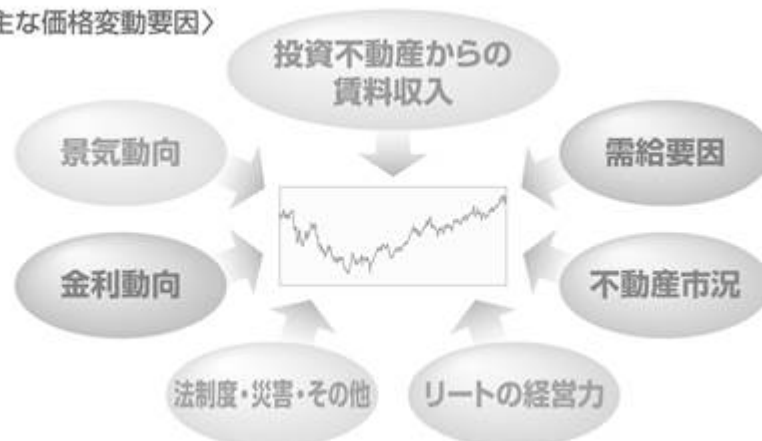 主な価格変動要因〉
投資不動産からの
賃料収入
景気動向
需給要因
金利動向
不動産市況
法制度・災害・その他
リートの経営力